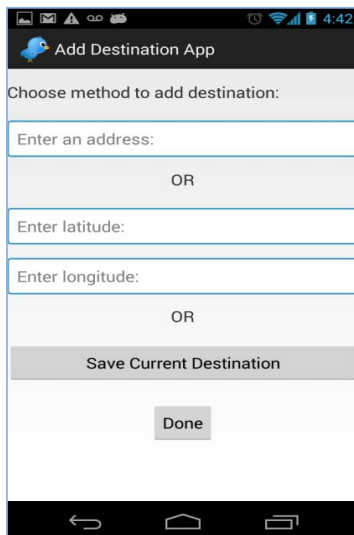 4:42
Add Destination App
Choose method to add destination:
Enter an address:
OR
Enter latitude:
Enter longitude:
OR
Save Current Destination
Done